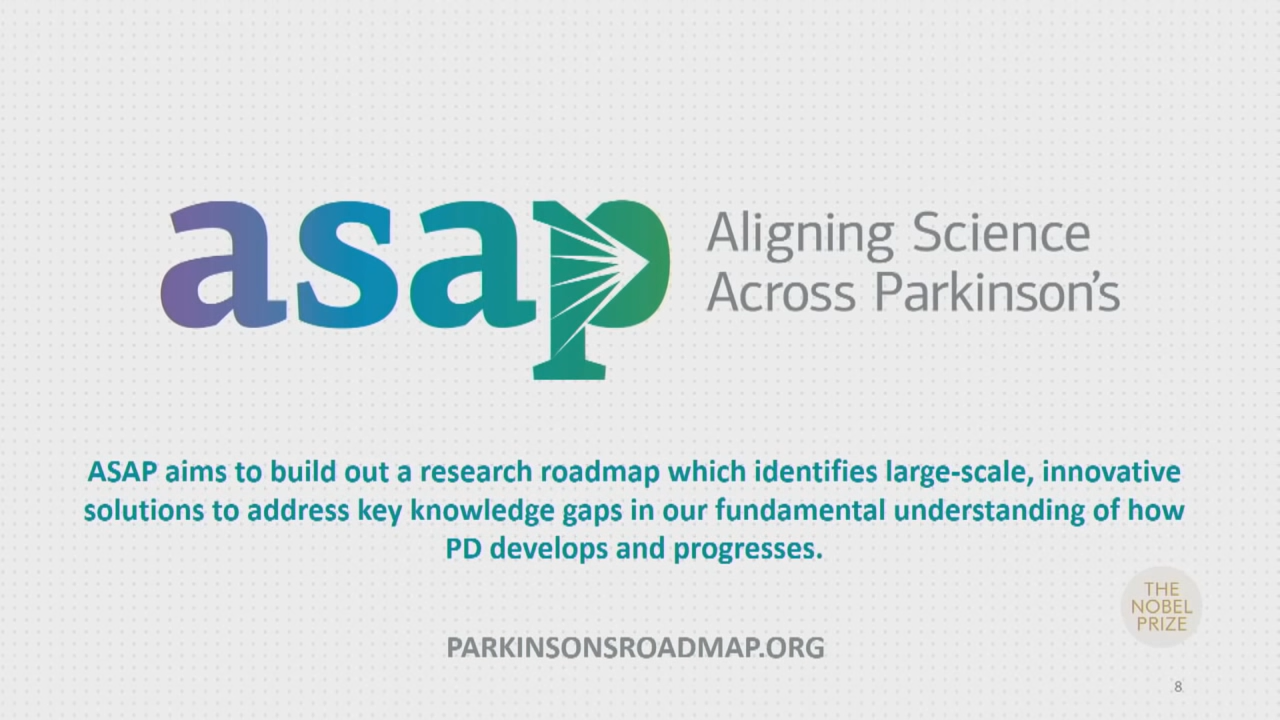 asap
Aligning Science
Across Parkinson's
ASAP aims to build out a research roadmap which identifies large-scale, innovative
solutions to address key knowledge gaps in our fundamental understanding of how
PD develops and progresses.
THE
NOBEL
PRIZE
PARKINSONSROADMAP.ORG
8